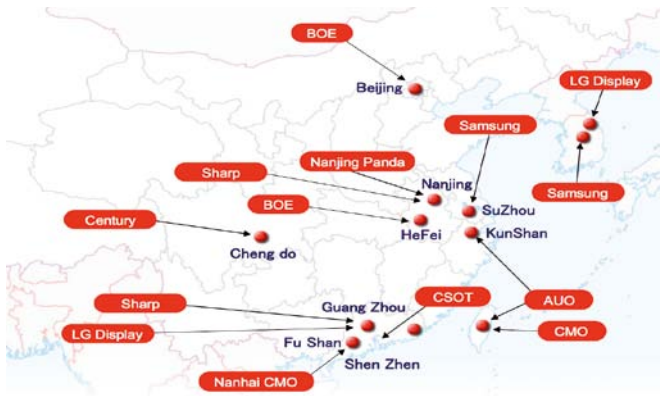 BOE
Beijing
LG Display
Samsung
Nanjing Panda
Sharp
Nanjing
Samsung
BOE
SuZhou
Century
HeFei
KunShan
Cheng do
CSOT
AUO
Sharp
Guang Zhou
LG Display
CMO
Fu Shan
Shen Zhen
Nanhai CMO